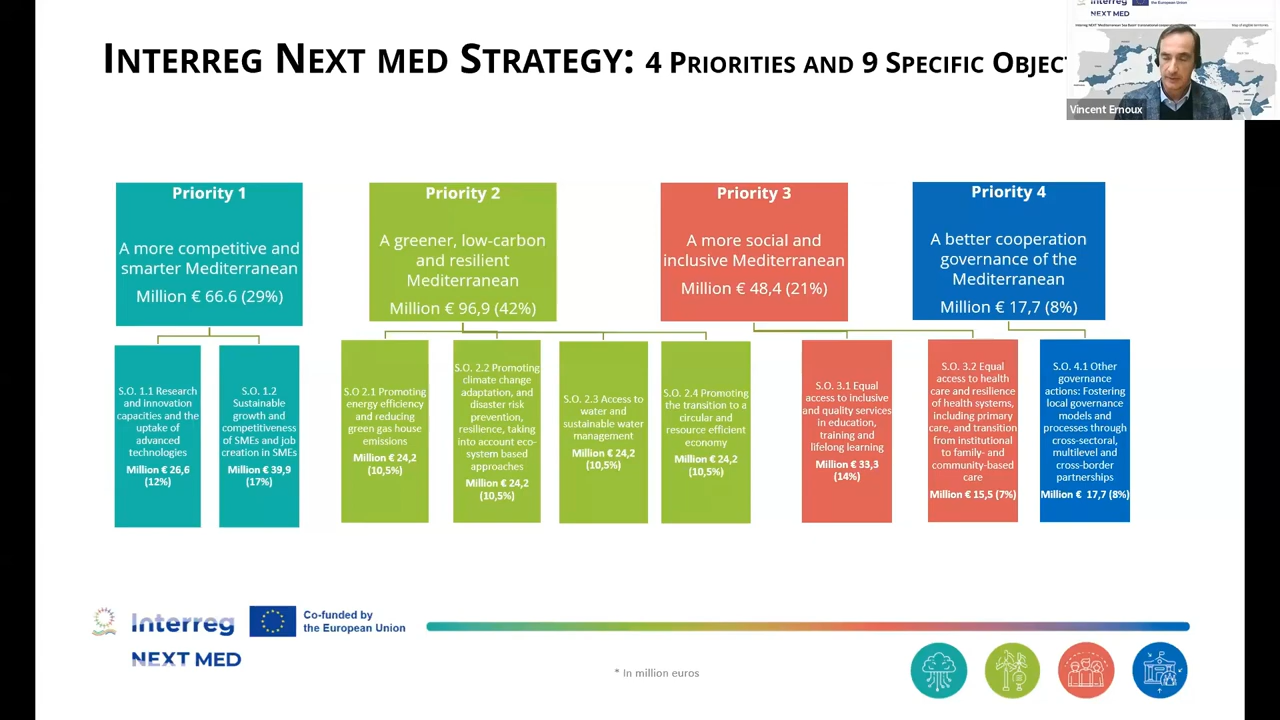 INTERREG NEXT MED STRATEGY: 4 PRIORITIES AND 9 SPECIFIC OBJECT
Interreg
the European Union
NEXT MED
Vincent Ernoux
Priority 1
A more competitive and
smarter Mediterranean
Million € 66.6 (29%)
Priority 2
A greener, low-carbon
and resilient
Mediterranean
Million € 96,9 (42%)
Priority 3
A more social and
inclusive Mediterranean
Million € 48,4 (21%)
Priority 4
A better cooperation
governance of the
Mediterranean
Million € 17,7 (8%)
S.O. 1.1 Research
and innovation
capacities and the
uptake of
advanced
technologies
Million € 26,6
(12%)
S.O. 1.2
Sustainable
growth and
competitiveness
of SMEs and job
creation in SMEs
Million € 39,9
(17%)
S.O 2.1 Promoting
energy efficiency
and reducing
green gas house
emissions
Million € 24,2
(10,5%)
S.O. 2.2 Promoting
climate change
adaptation, and
disaster risk
prevention,
resilience, taking
into account eco-
system based
approaches
Million € 24,2
(10,5%)
S.O. 2.3 Access to
water and
sustainable water
management
Million € 24,2
(10,5%)
S.O. 2.4 Promoting
the transition to a
circular and
resource efficient
economy
Million € 24,2
(10,5%)
S.O. 3.1 Equal
access to inclusive
and quality services
in education,
training and
lifelong learning
Million € 33,3
(14%)
S.O. 3.2 Equal
access to health
care and resilience
of health systems,
including primary
care, and transition
from institutional
to family- and
community-based
care
Million € 15,5 (7%)
S.O. 4.1 Other
governance
actions: Fostering
local governance
models and
processes through
cross-sectoral,
multilevel and
cross-border
partnerships
Million € 17,7 (8%)
Interreg
Co-funded by
the European Union
NEXT MED
* In million euros